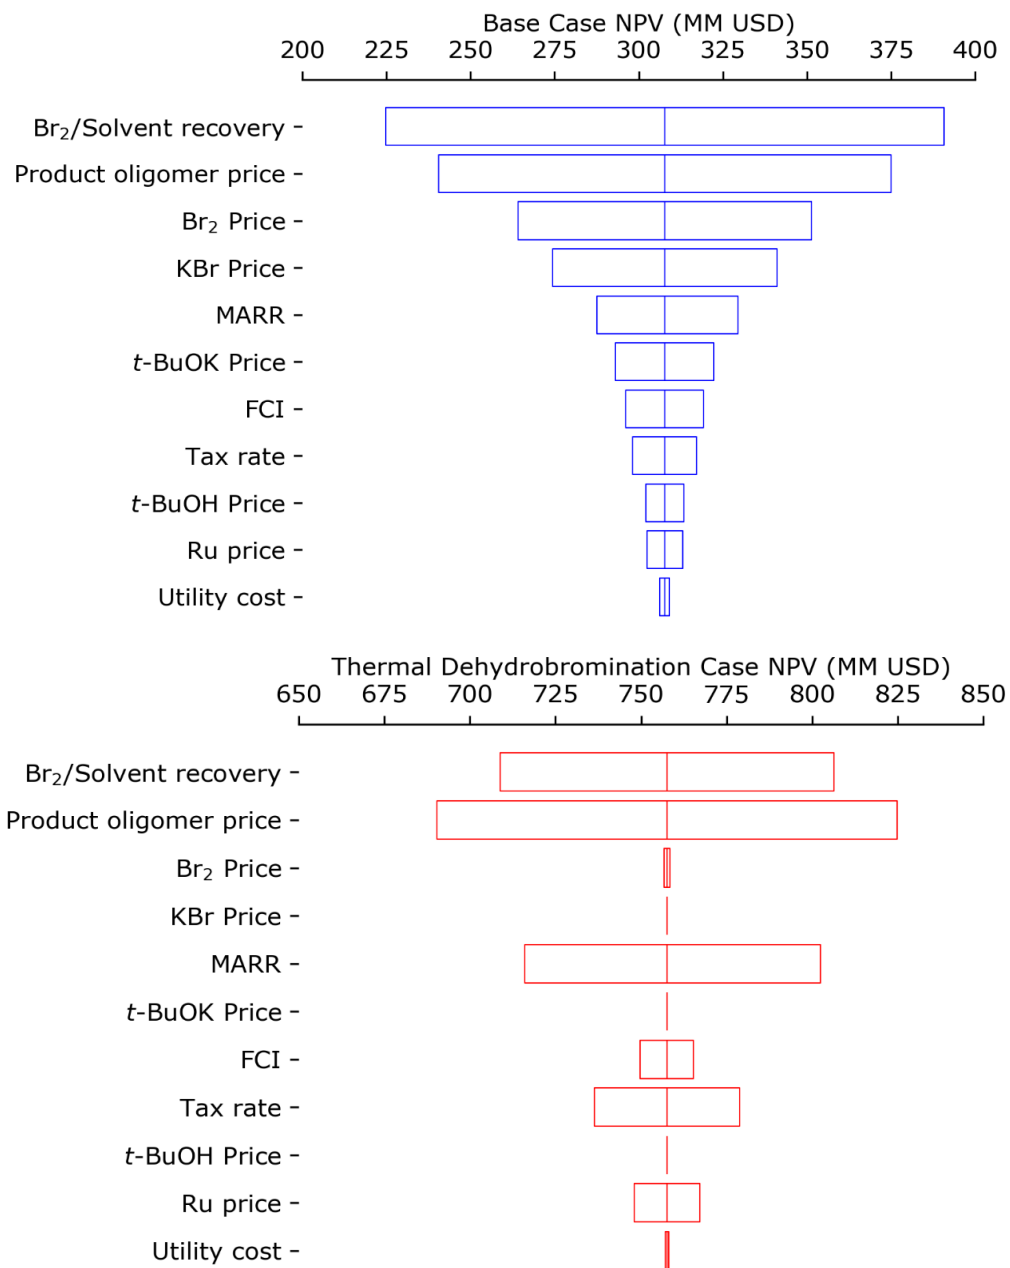 Base Case NPV (MM USD)
200 225 250 275 300 325 350 375 400
Br₂/Solvent recovery
Product oligomer price
Br₂ Price
KBr Price
MARR
t-BuOK Price
FCI
Tax rate
t-BuOH Price
Ru price
Utility cost
Thermal Dehydrobromination Case NPV (MM USD)
650 675 700 725 750 775 800 825 850
Br₂/Solvent recovery
Product oligomer price
Br₂ Price
KBr Price
MARR
t-BuOK Price
FCI
Tax rate
t-BuOH Price
Ru price
Utility cost